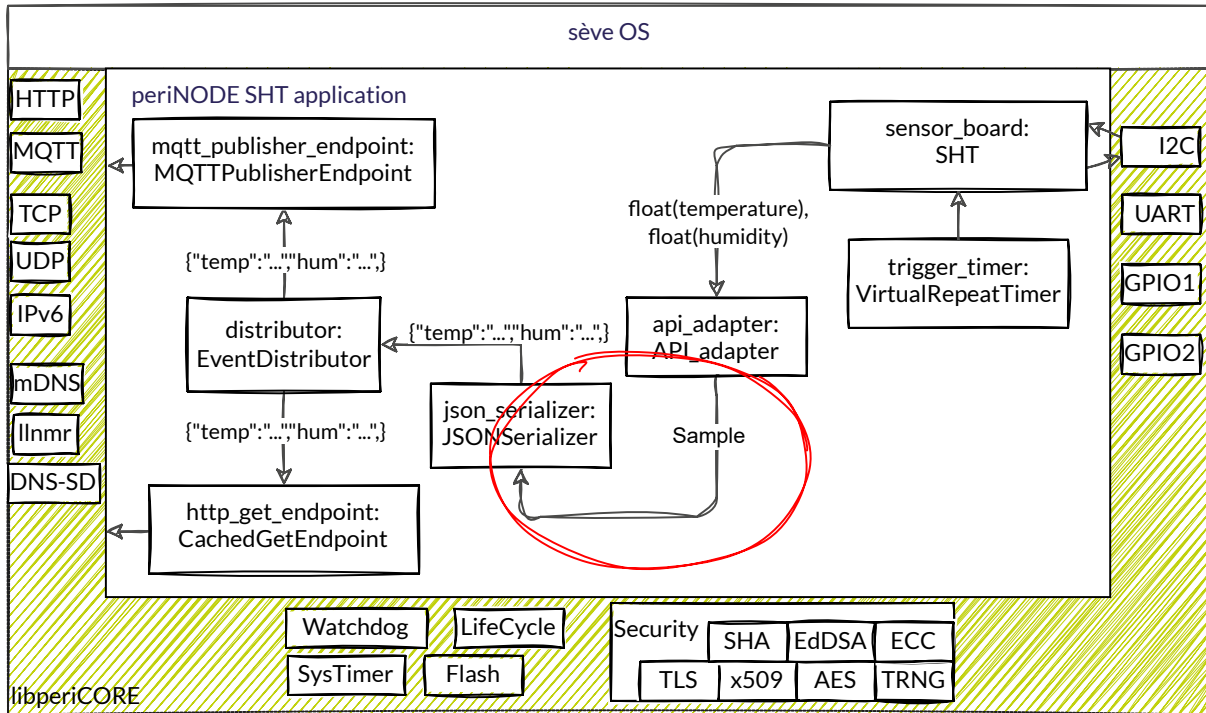 sève OS
periNODE SHT application
HTTP
MQTT
TCP
UDP
IPv6
mDNS
llnmr
DNS-SD
mqtt_publisher_endpoint:
MQTTPublisherEndpoint
{"temp":"...","hum":"...",}
distributor:
EventDistributor
{"temp":"...","hum":"...",}
http_get_endpoint:
CachedGetEndpoint
{"temp":"...","hum":"...",}
json_serializer:
JSONSerializer
float(temperature),
float(humidity)
api_adapter:
API_adapter
Sample
sensor_board:
SHT
trigger_timer:
VirtualRepeatTimer
I2C
UART
GPIO1
GPIO2
Watchdog
LifeCycle
SysTimer
Flash
Security
SHA
EdDSA
ECC
TLS
x509
AES
TRNG
libperiCORE